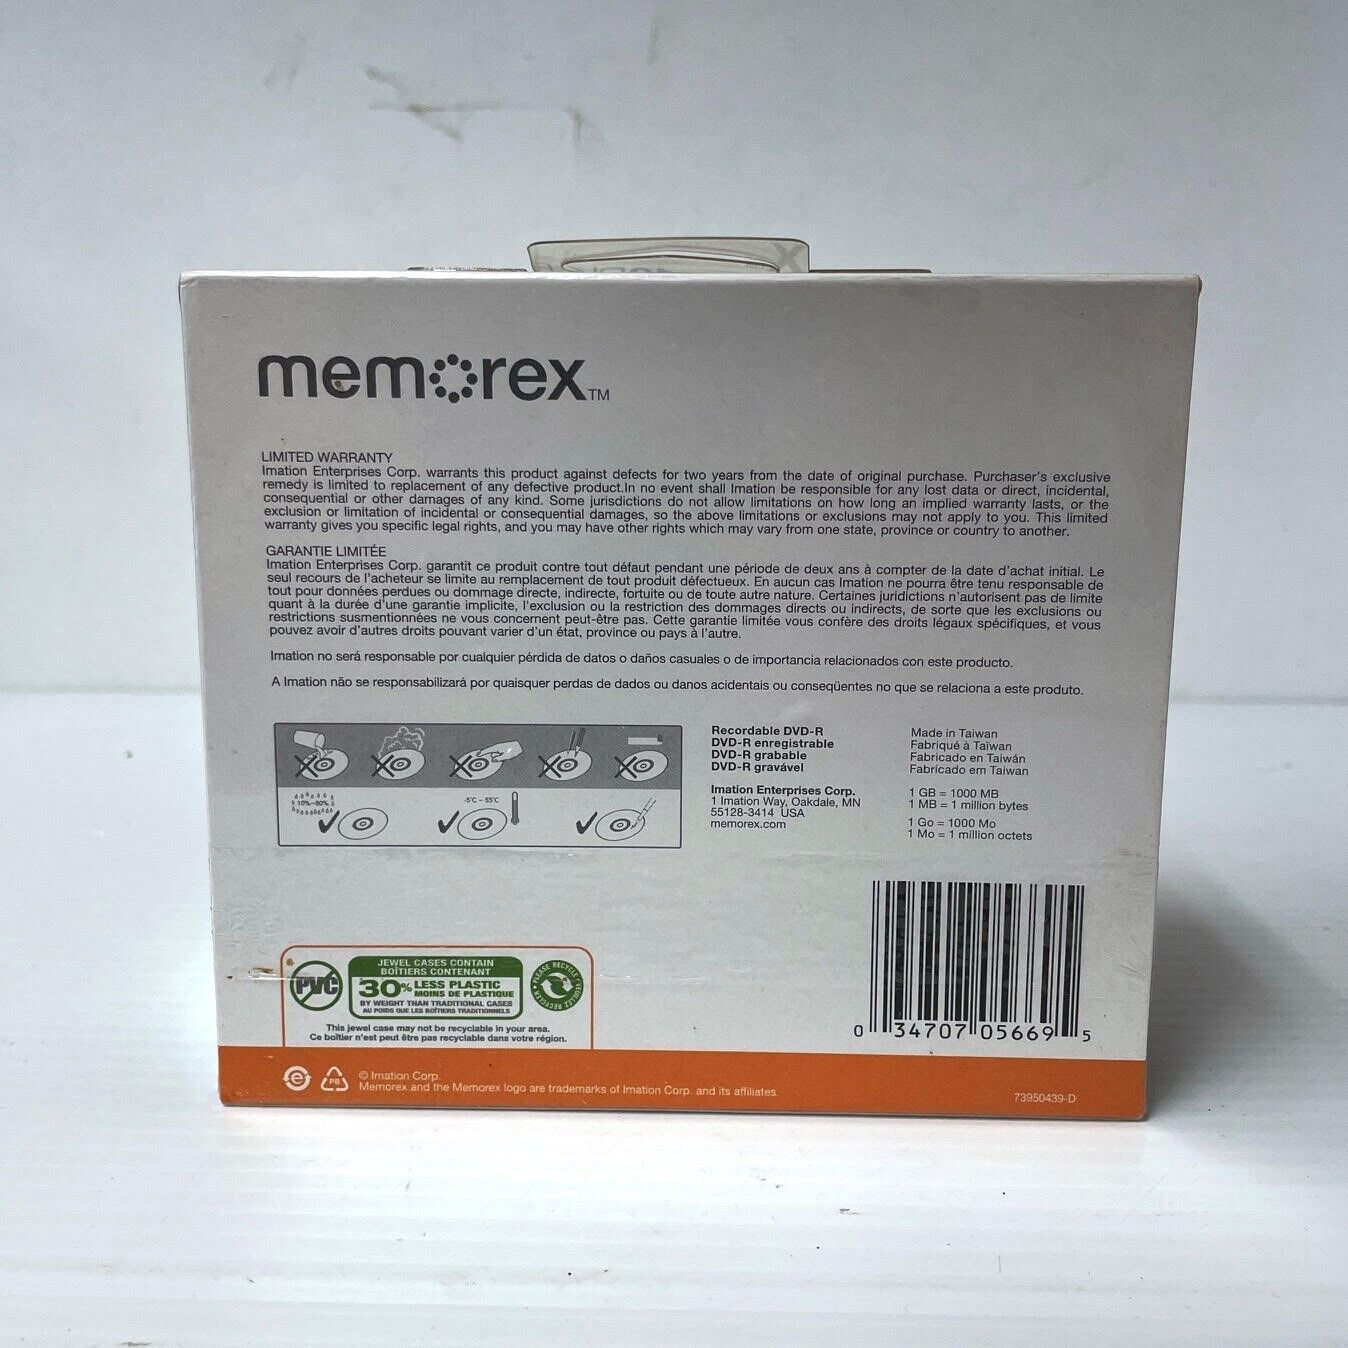 memorex™
LIMITED WARRANTY
Imation Enterprises Corp. warrants this product against defects for two years from the date of original purchase. Purchaser's exclusive
remedy is limited to replacement of any defective product.In no event shall Imation be responsible for any lost data or direct, incidental,
consequential or other damages of any kind. Some jurisdictions do not allow limitations on how long an implied warranty lasts, or the
exclusion or limitation of incidental or consequential damages, so the above limitations or exclusions may not apply to you. This limited
warranty gives you specific legal rights, and you may have other rights which may vary from one state, province or country to another.
GARANTIE LIMITÉE
Imation Enterprises Corp. garantit ce produit contre tout défaut pendant une période de deux ans à compter de la date d'achat initial. Le
seul recours de l'acheteur se limite au remplacement de tout produit défectueux. En aucun cas Imation ne pourra être tenu responsable de
tout pour données perdues ou dommage directe, indirecte, fortuite ou de toute autre nature. Certaines juridictions n'autorisent pas de limite
quant à la durée d'une garantie implicite, l'exclusion ou la restriction des dommages directs ou indirects, de sorte que les exclusions ou
restrictions susmentionnées ne vous concernent peut-être pas. Cette garantie limitée vous confère des droits légaux spécifiques, et vous
pouvez avoir d'autres droits pouvant varier d'un état, province ou pays à l'autre.
Imation no será responsable por cualquier pérdida de datos o daños casuales o de importancia relacionados con este producto.
A Imation não se responsabilizará por quaisquer perdas de dados ou danos acidentais ou conseqüentes no que se relaciona a este produto.
10%-80%
-5°C - 55°C
Recordable DVD-R
DVD-R enregistrable
DVD-R grabable
DVD-R gravável
Imation Enterprises Corp.
1 Imation Way, Oakdale, MN
55128-3414 USA
memorex.com
Made in Taiwan
Fabriqué à Taïwan
Fabricado en Taiwán
Fabricado em Taiwan
1 GB = 1000 MB
1 MB = 1 million bytes
1 Go = 1000 Mo
1 Mo = 1 million octets
PVC
JEWEL CASES CONTAIN
BOÎTIERS CONTENANT
30% LESS PLASTIC
MOINS DE PLASTIQUE
BY WEIGHT THAN TRADITIONAL CASES
AU POIDS QUE LES BOÎTIERS TRADITIONNELS
PLEASE RECYCLE / VEUILLEZ RECYCLER
This jewel case may not be recyclable in your area.
Ce boîtier n'est peut être pas recyclable dans votre région.
0 34707 05669 5
e
PB
© Imation Corp.
Memorex and the Memorex logo are trademarks of Imation Corp. and its affiliates.
73950439-D